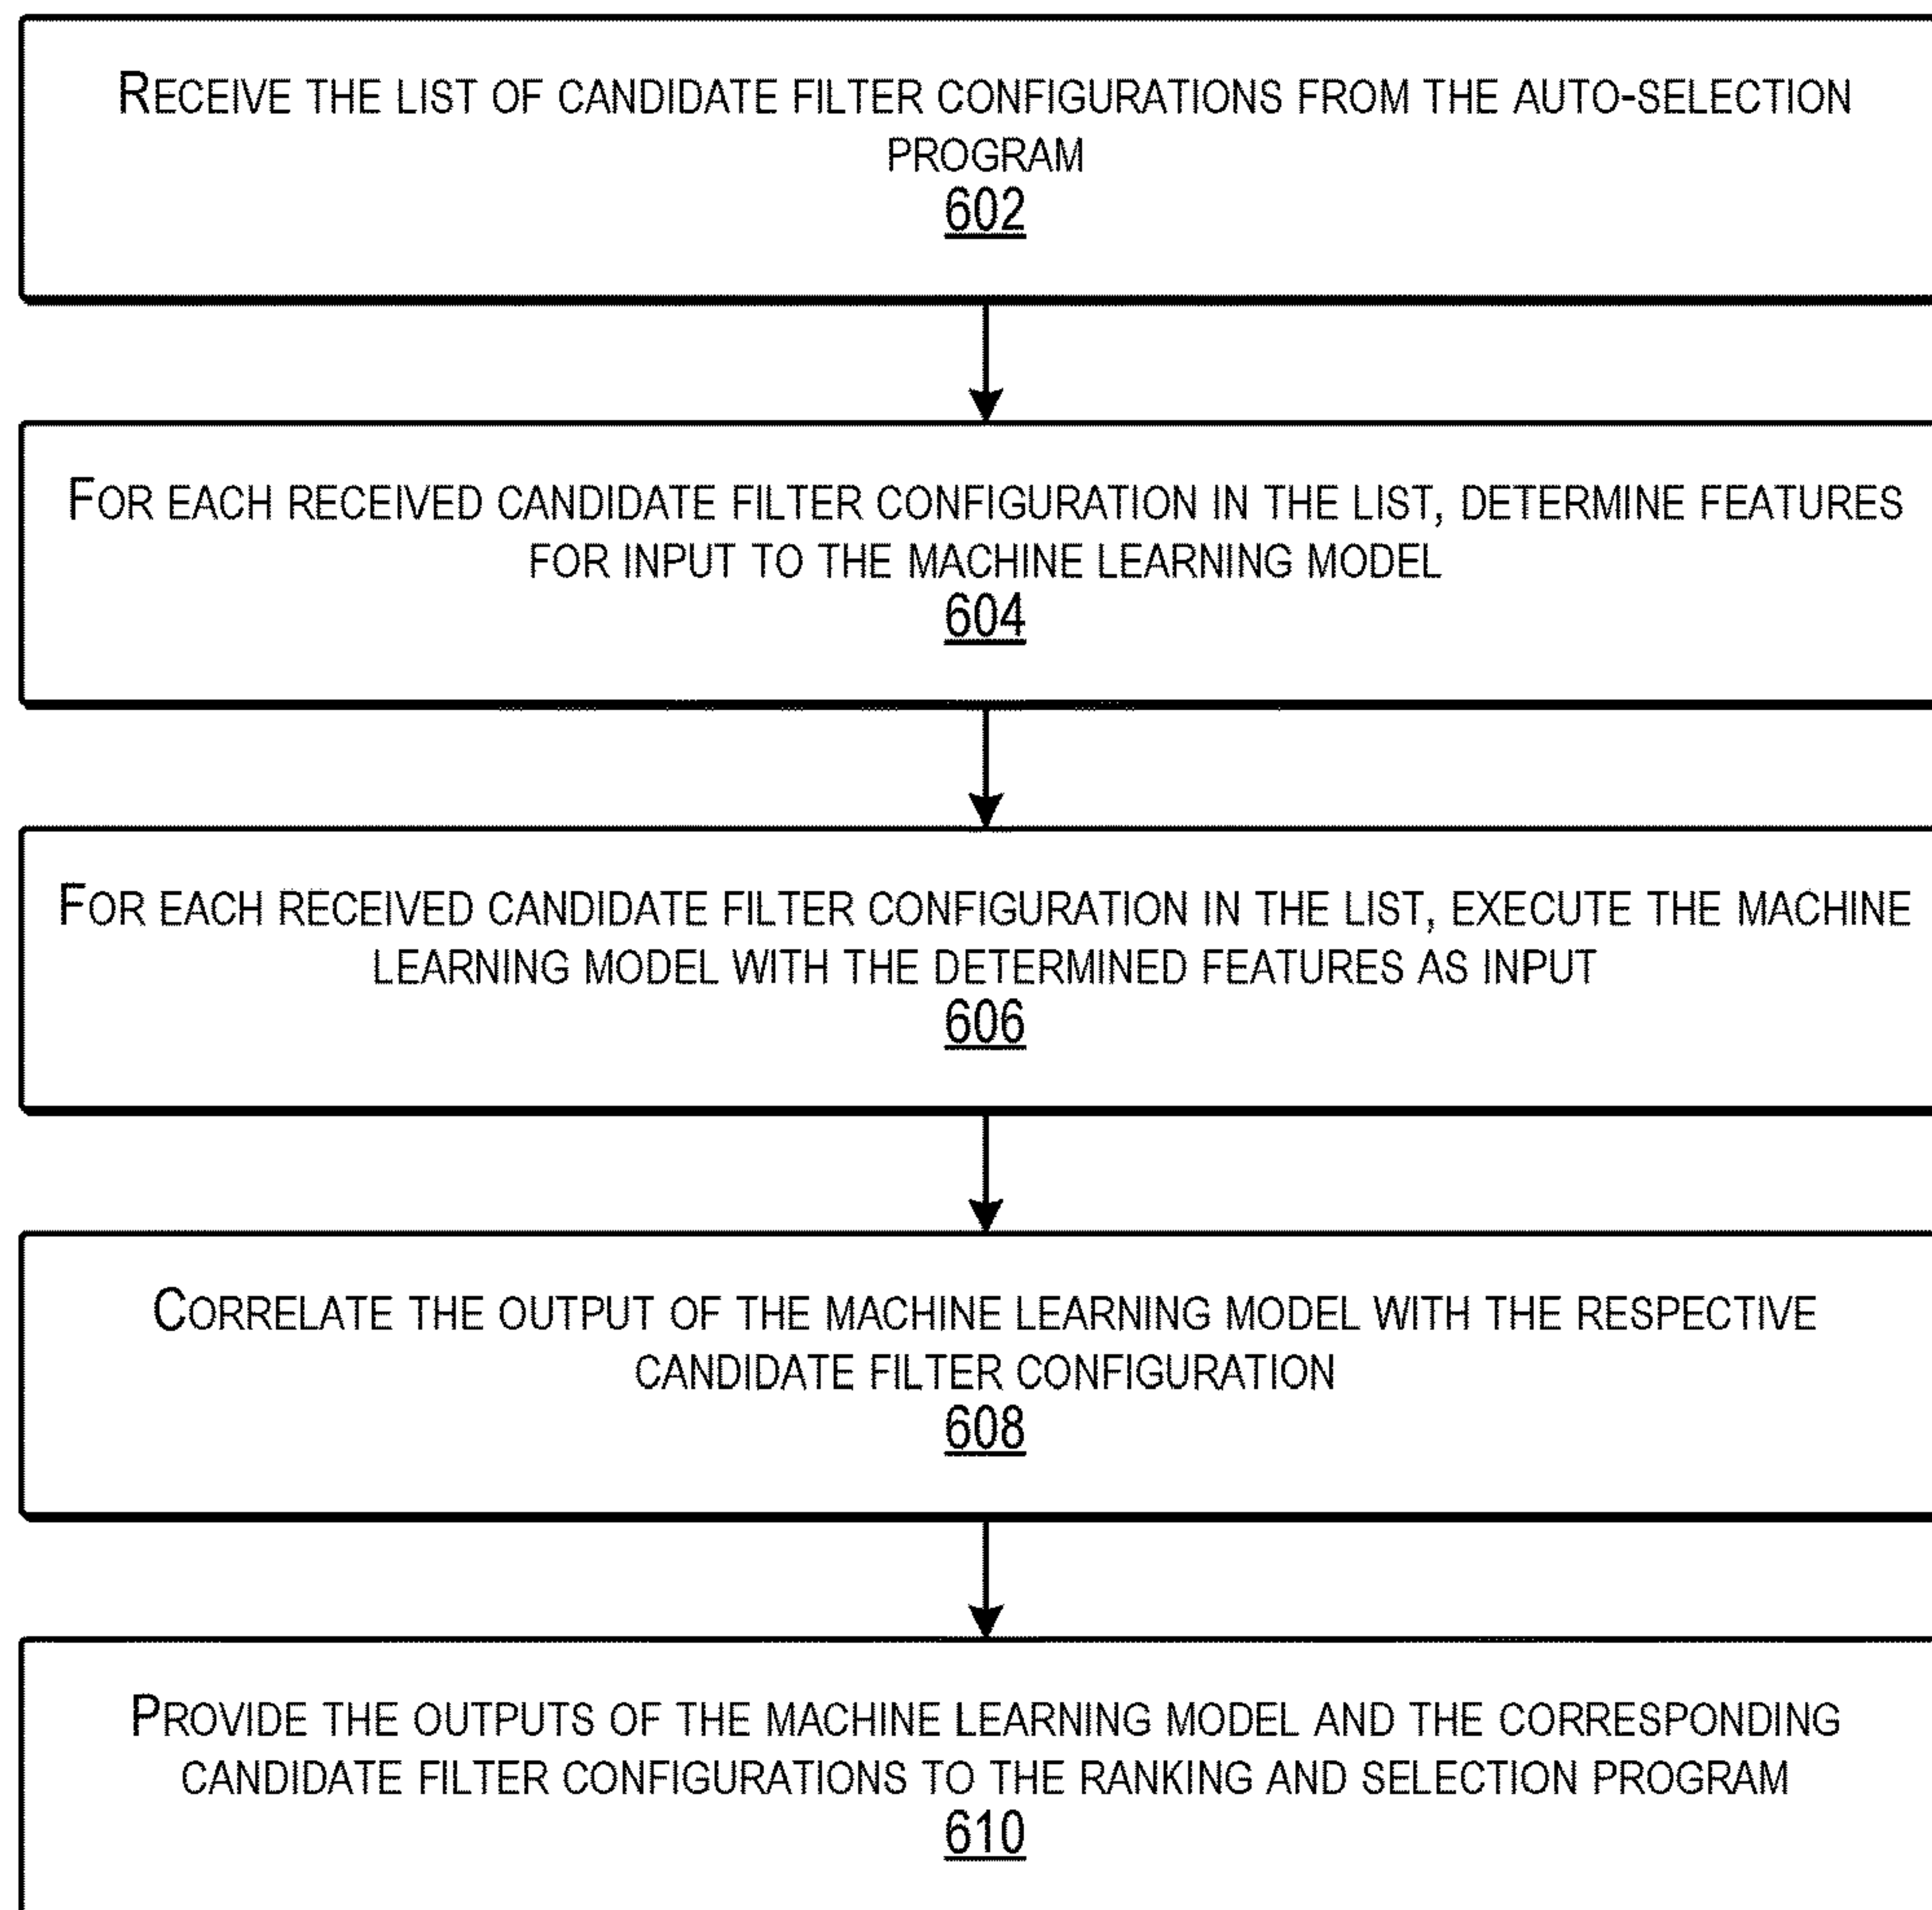 RECEIVE THE LIST OF CANDIDATE FILTER CONFIGURATIONS FROM THE AUTO-SELECTION
PROGRAM
602
FOR EACH RECEIVED CANDIDATE FILTER CONFIGURATION IN THE LIST, DETERMINE FEATURES
FOR INPUT TO THE MACHINE LEARNING MODEL
604
FOR EACH RECEIVED CANDIDATE FILTER CONFIGURATION IN THE LIST, EXECUTE THE MACHINE
LEARNING MODEL WITH THE DETERMINED FEATURES AS INPUT
606
CORRELATE THE OUTPUT OF THE MACHINE LEARNING MODEL WITH THE RESPECTIVE
CANDIDATE FILTER CONFIGURATION
608
PROVIDE THE OUTPUTS OF THE MACHINE LEARNING MODEL AND THE CORRESPONDING
CANDIDATE FILTER CONFIGURATIONS TO THE RANKING AND SELECTION PROGRAM
610